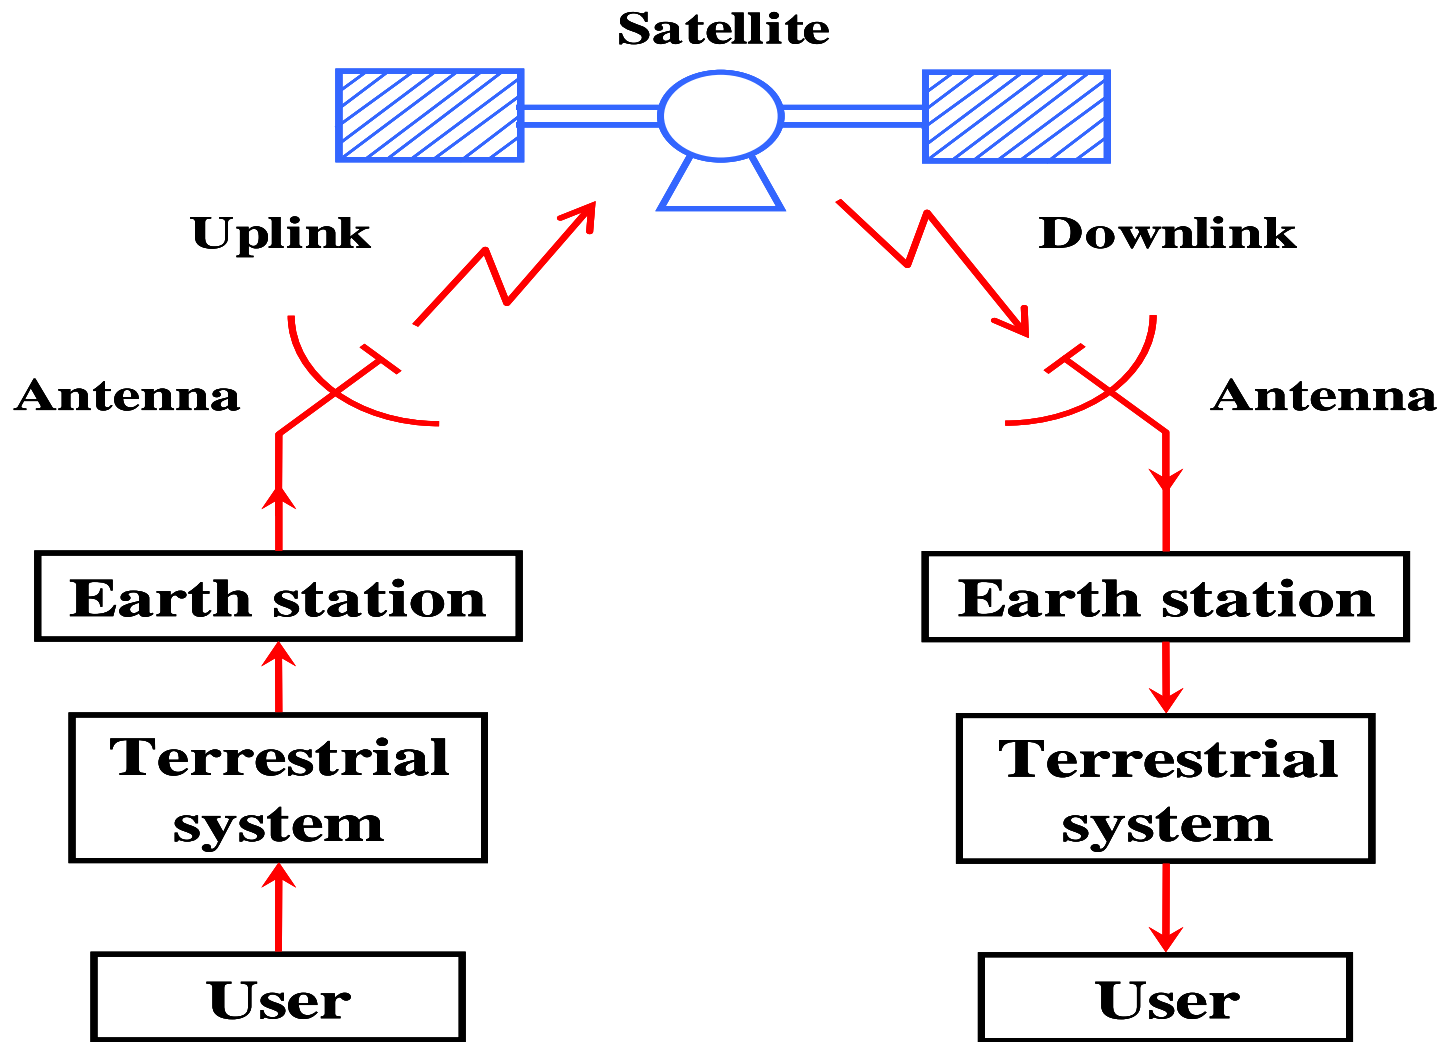 Satellite
Uplink
Downlink
Antenna
Antenna
Earth station
Earth station
Terrestrial
system
Terrestrial
system
User
User